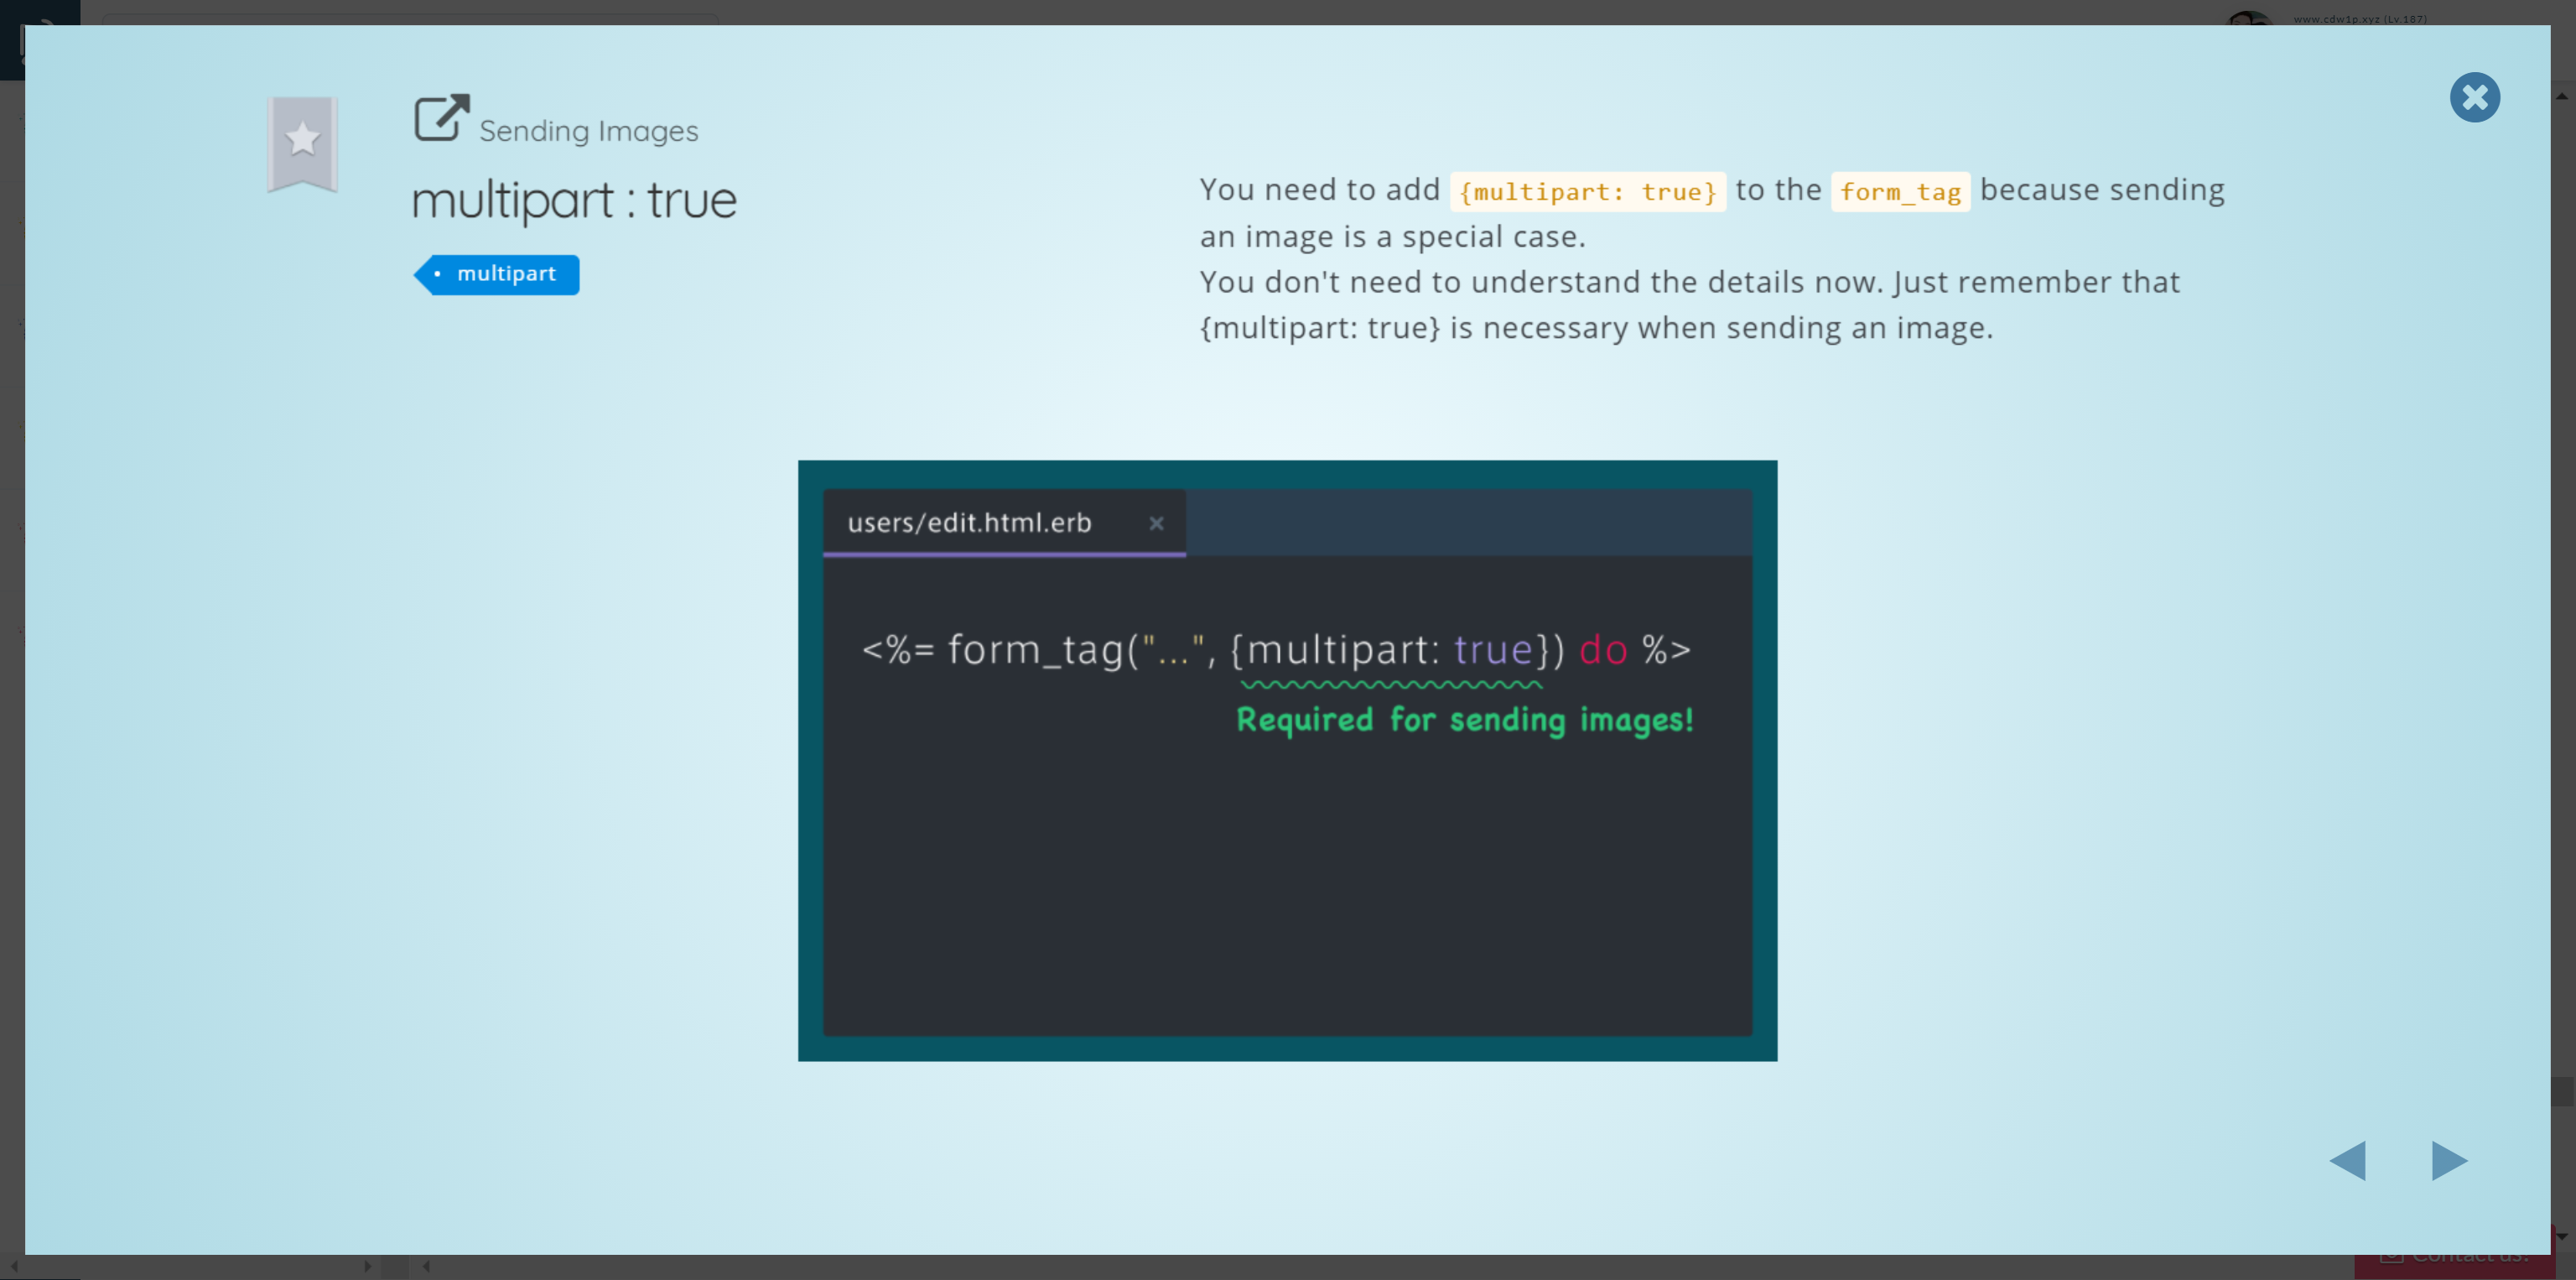 www.cdw1p.xyz (Lv.187)
Sending Images
multipart : true
multipart
You need to add {multipart: true} to the form_tag because sending
an image is a special case.
You don't need to understand the details now. Just remember that
{multipart: true} is necessary when sending an image.
users/edit.html.erb ×
<%= form_tag("...", {multipart: true}) do %>
Required for sending images!
Contact us!